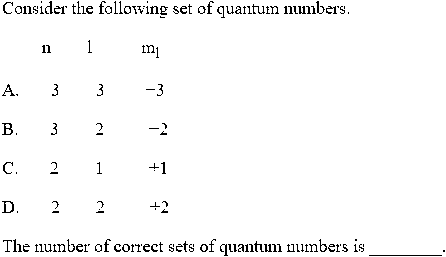 Consider the following set of quantum numbers.
n l ml
A. 3 3 −3
B. 3 2 −2
C. 2 1 +1
D. 2 2 +2
The number of correct sets of quantum numbers is ________.